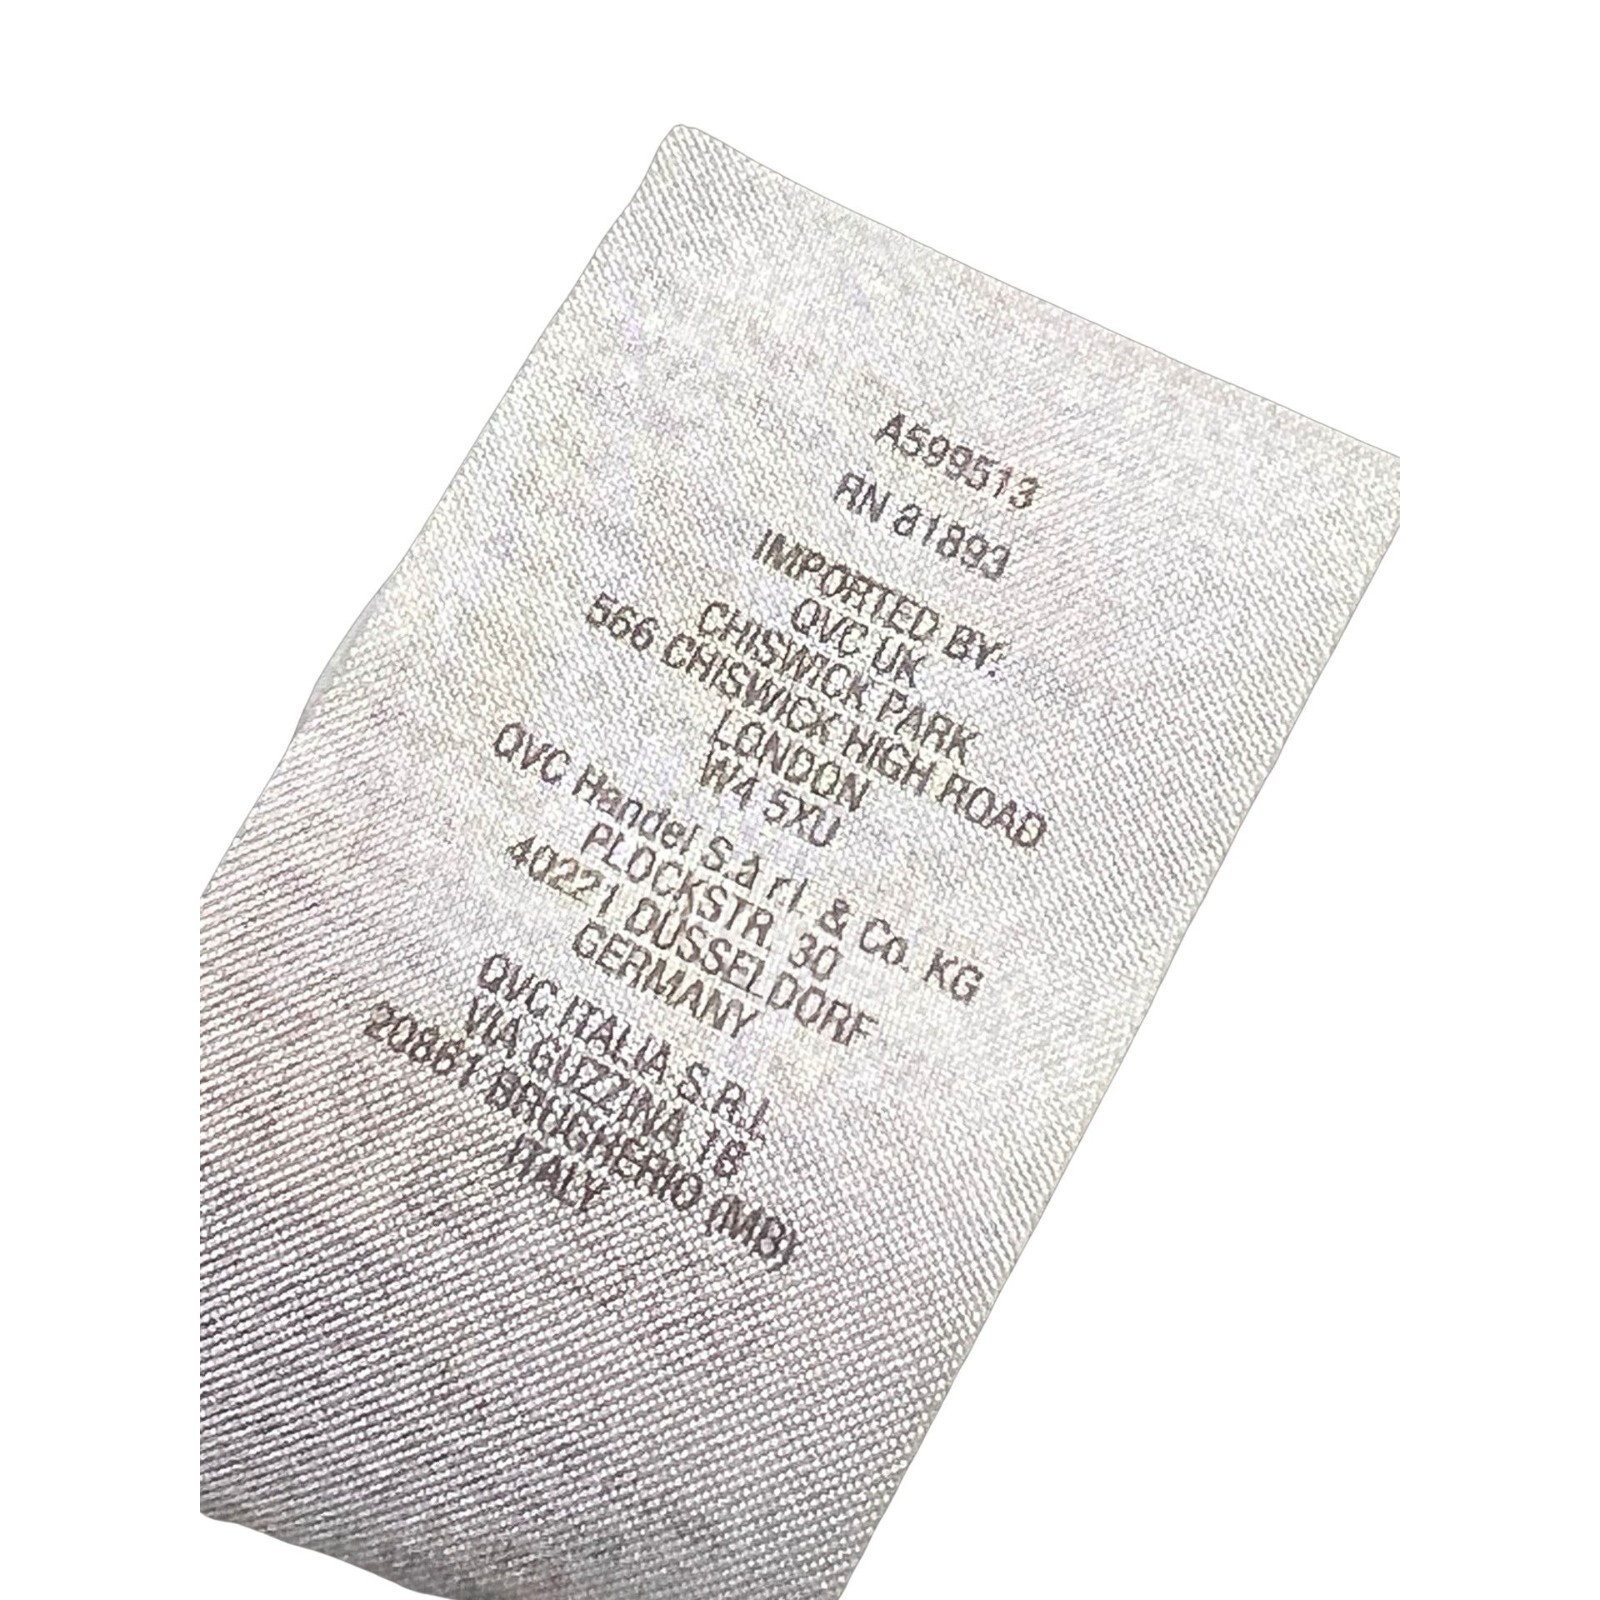 A599513
RN 81893
IMPORTED BY:
QVC UK
CHISWICK PARK
566 CHISWICK HIGH ROAD
LONDON
W4 5XU
QVC Handel S.à r.l. & Co. KG
PLOCKSTR 30
40221 DUSSELDORF
GERMANY
QVC ITALIA S.R.L
VIA GUZZINA 18
20861 BRUGHERIO (MB)
ITALY